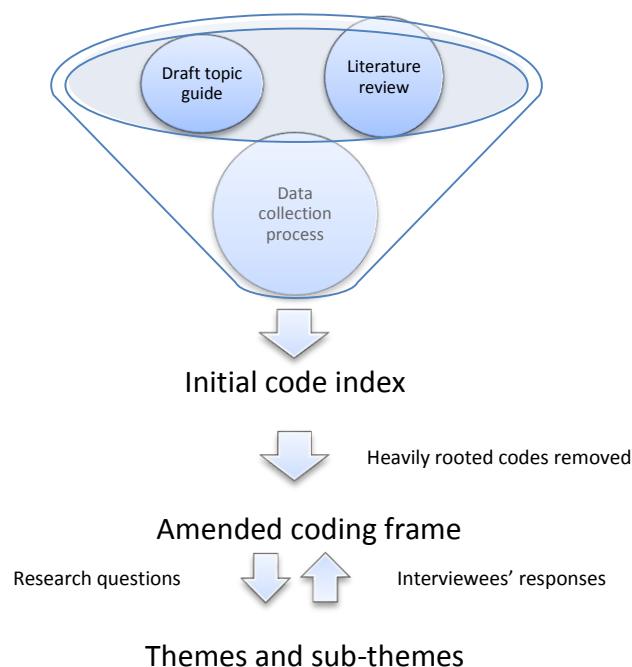 Draft topic
guide
Literature
review
Data
collection
process
Initial code index
Heavily rooted codes removed
Amended coding frame
Research questions
Interviewees’ responses
Themes and sub-themes